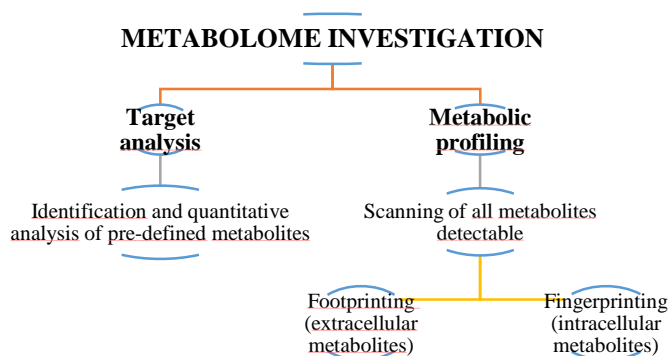 METABOLOME INVESTIGATION
Target
analysis
Metabolic
profiling
Identification and quantitative
analysis of pre-defined metabolites
Scanning of all metabolites
detectable
Footprinting
(extracellular
metabolites)
Fingerprinting
(intracellular
metabolites)